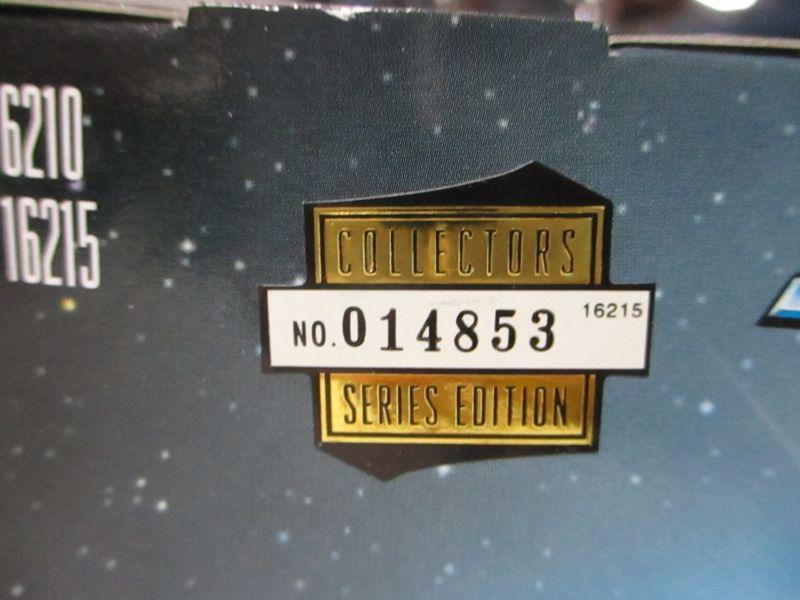 6210
16215
COLLECTORS
NO. 014853 16215
SERIES EDITION